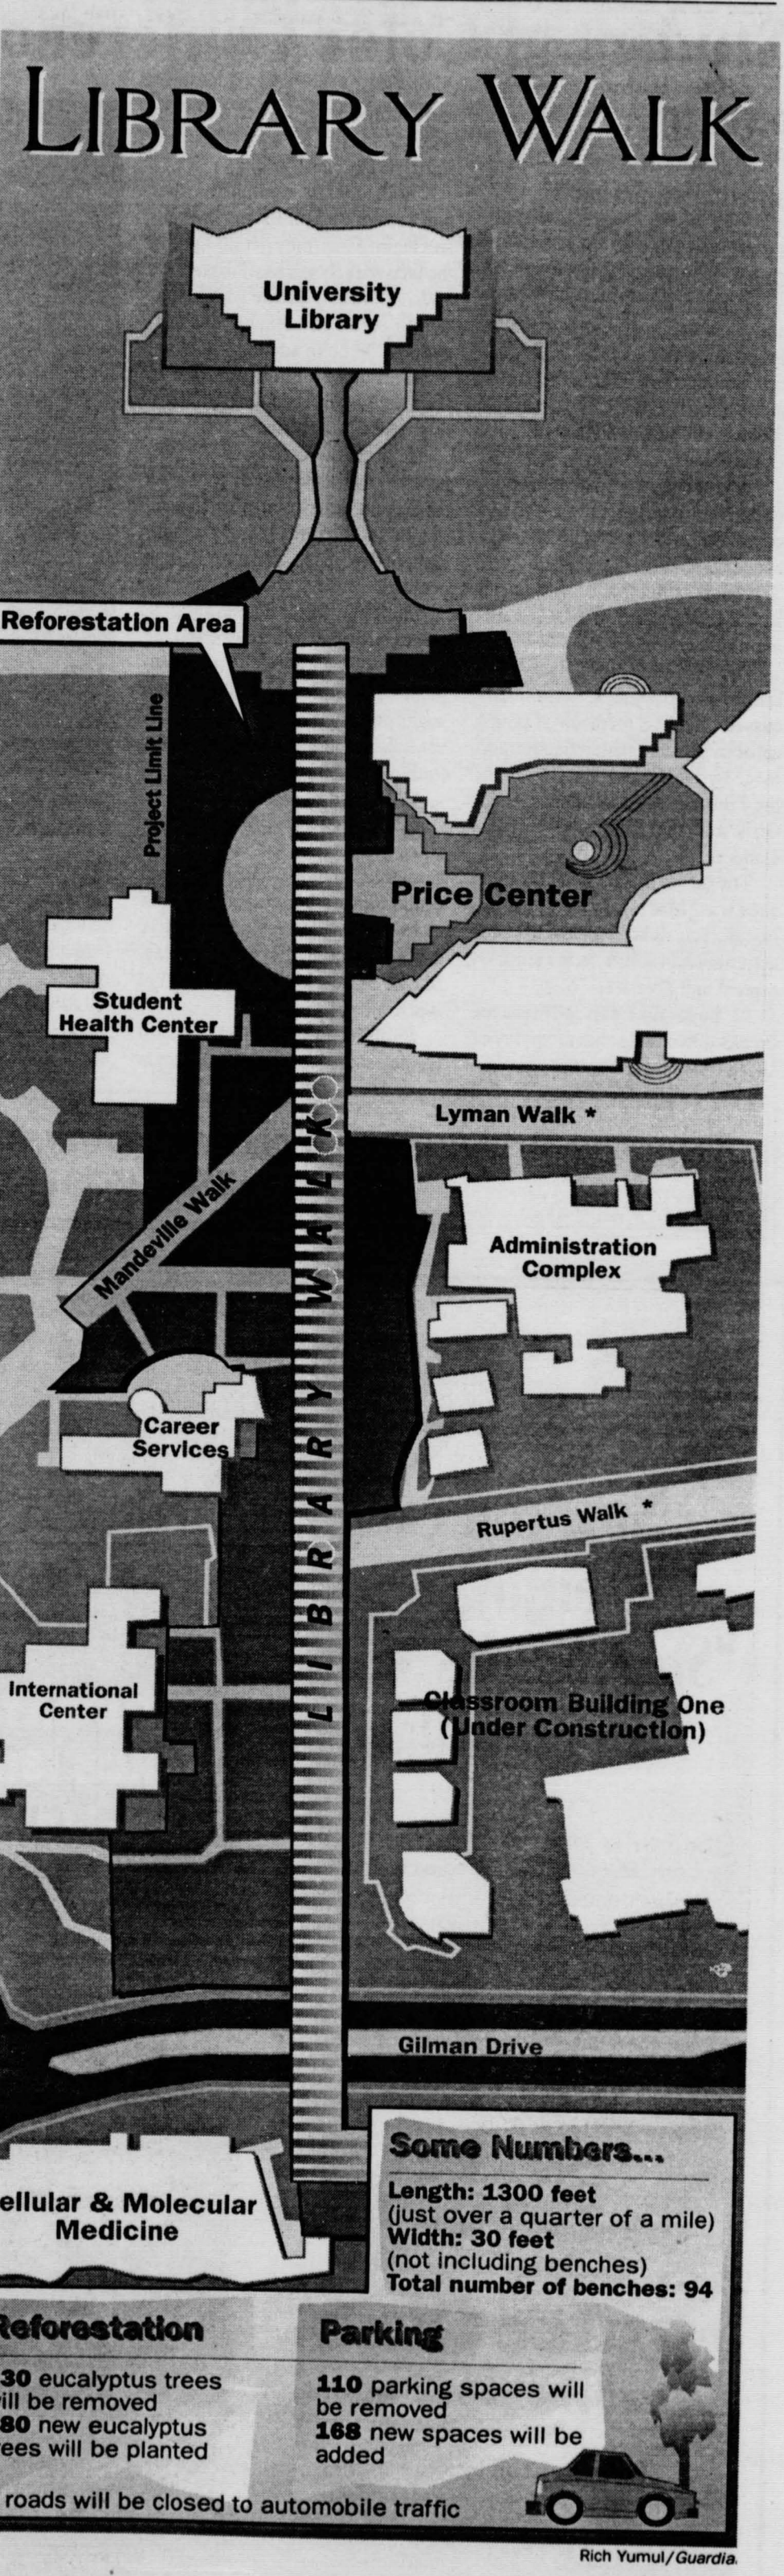 LIBRARY WALK
University
Library
Reforestation Area
Project Limit Line
Price Center
Student
Health Center
Lyman Walk *
Mandeville Walk
Administration
Complex
LIBRARY WALK
Career
Services
Rupertus Walk *
International
Center
Classroom Building One
(Under Construction)
Gilman Drive
Some Numbers...
Length: 1300 feet
(just over a quarter of a mile)
Width: 30 feet
(not including benches)
Total number of benches: 94
ellular & Molecular
Medicine
Reforestation
30 eucalyptus trees
ill be removed
80 new eucalyptus
ees will be planted
Parking
110 parking spaces will
be removed
168 new spaces will be
added
roads will be closed to automobile traffic
Rich Yumul/Guardia